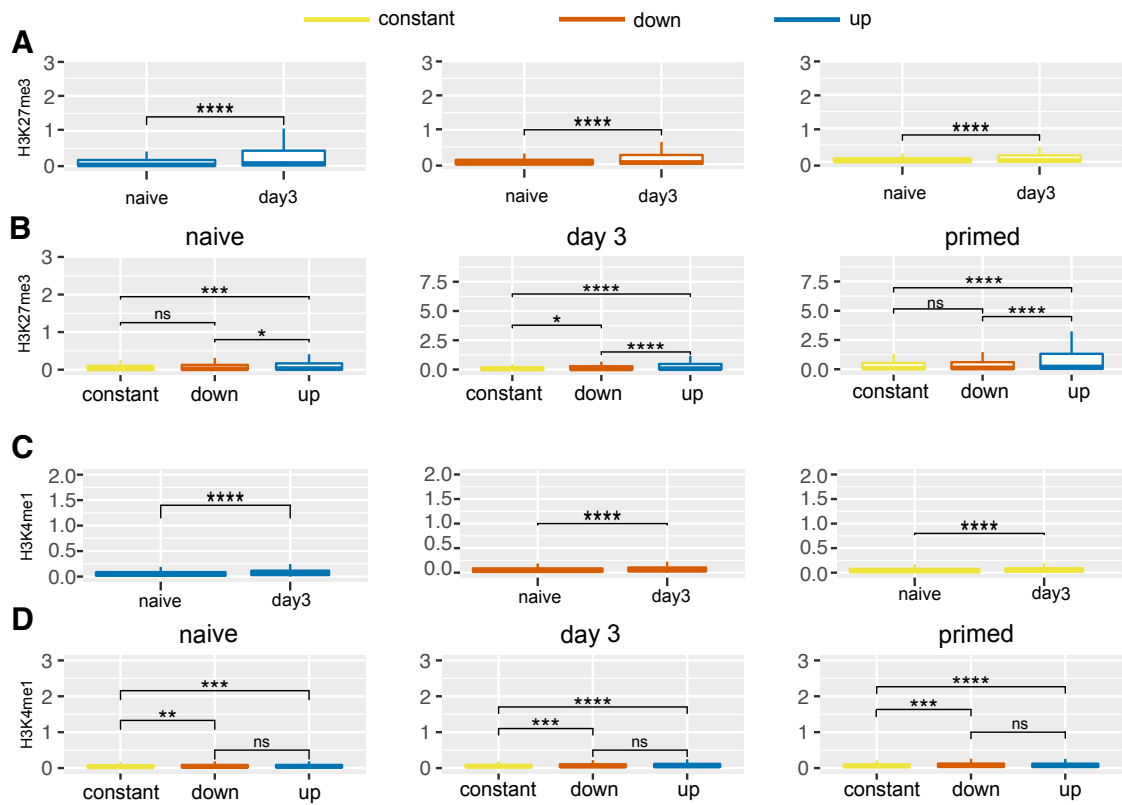 constant down up
A
H3K27me3
3 3 3
2 2 2
1 1 1
0 0 0
**** **** ****
naive day3 naive day3 naive day3
B
naive day 3 primed
H3K27me3
3 7.5 7.5
2 5.0 5.0
1 2.5 2.5
0 0.0 0.0
*** **** ****
ns * ns
* **** ****
constant down up constant down up constant down up
C
H3K4me1
2.0 2.0 2.0
1.5 1.5 1.5
1.0 1.0 1.0
0.5 0.5 0.5
0.0 0.0 0.0
**** **** ****
naive day3 naive day3 naive day3
D
naive day 3 primed
H3K4me1
3 3 3
2 2 2
1 1 1
0 0 0
*** **** ****
** *** ***
ns ns ns
constant down up constant down up constant down up